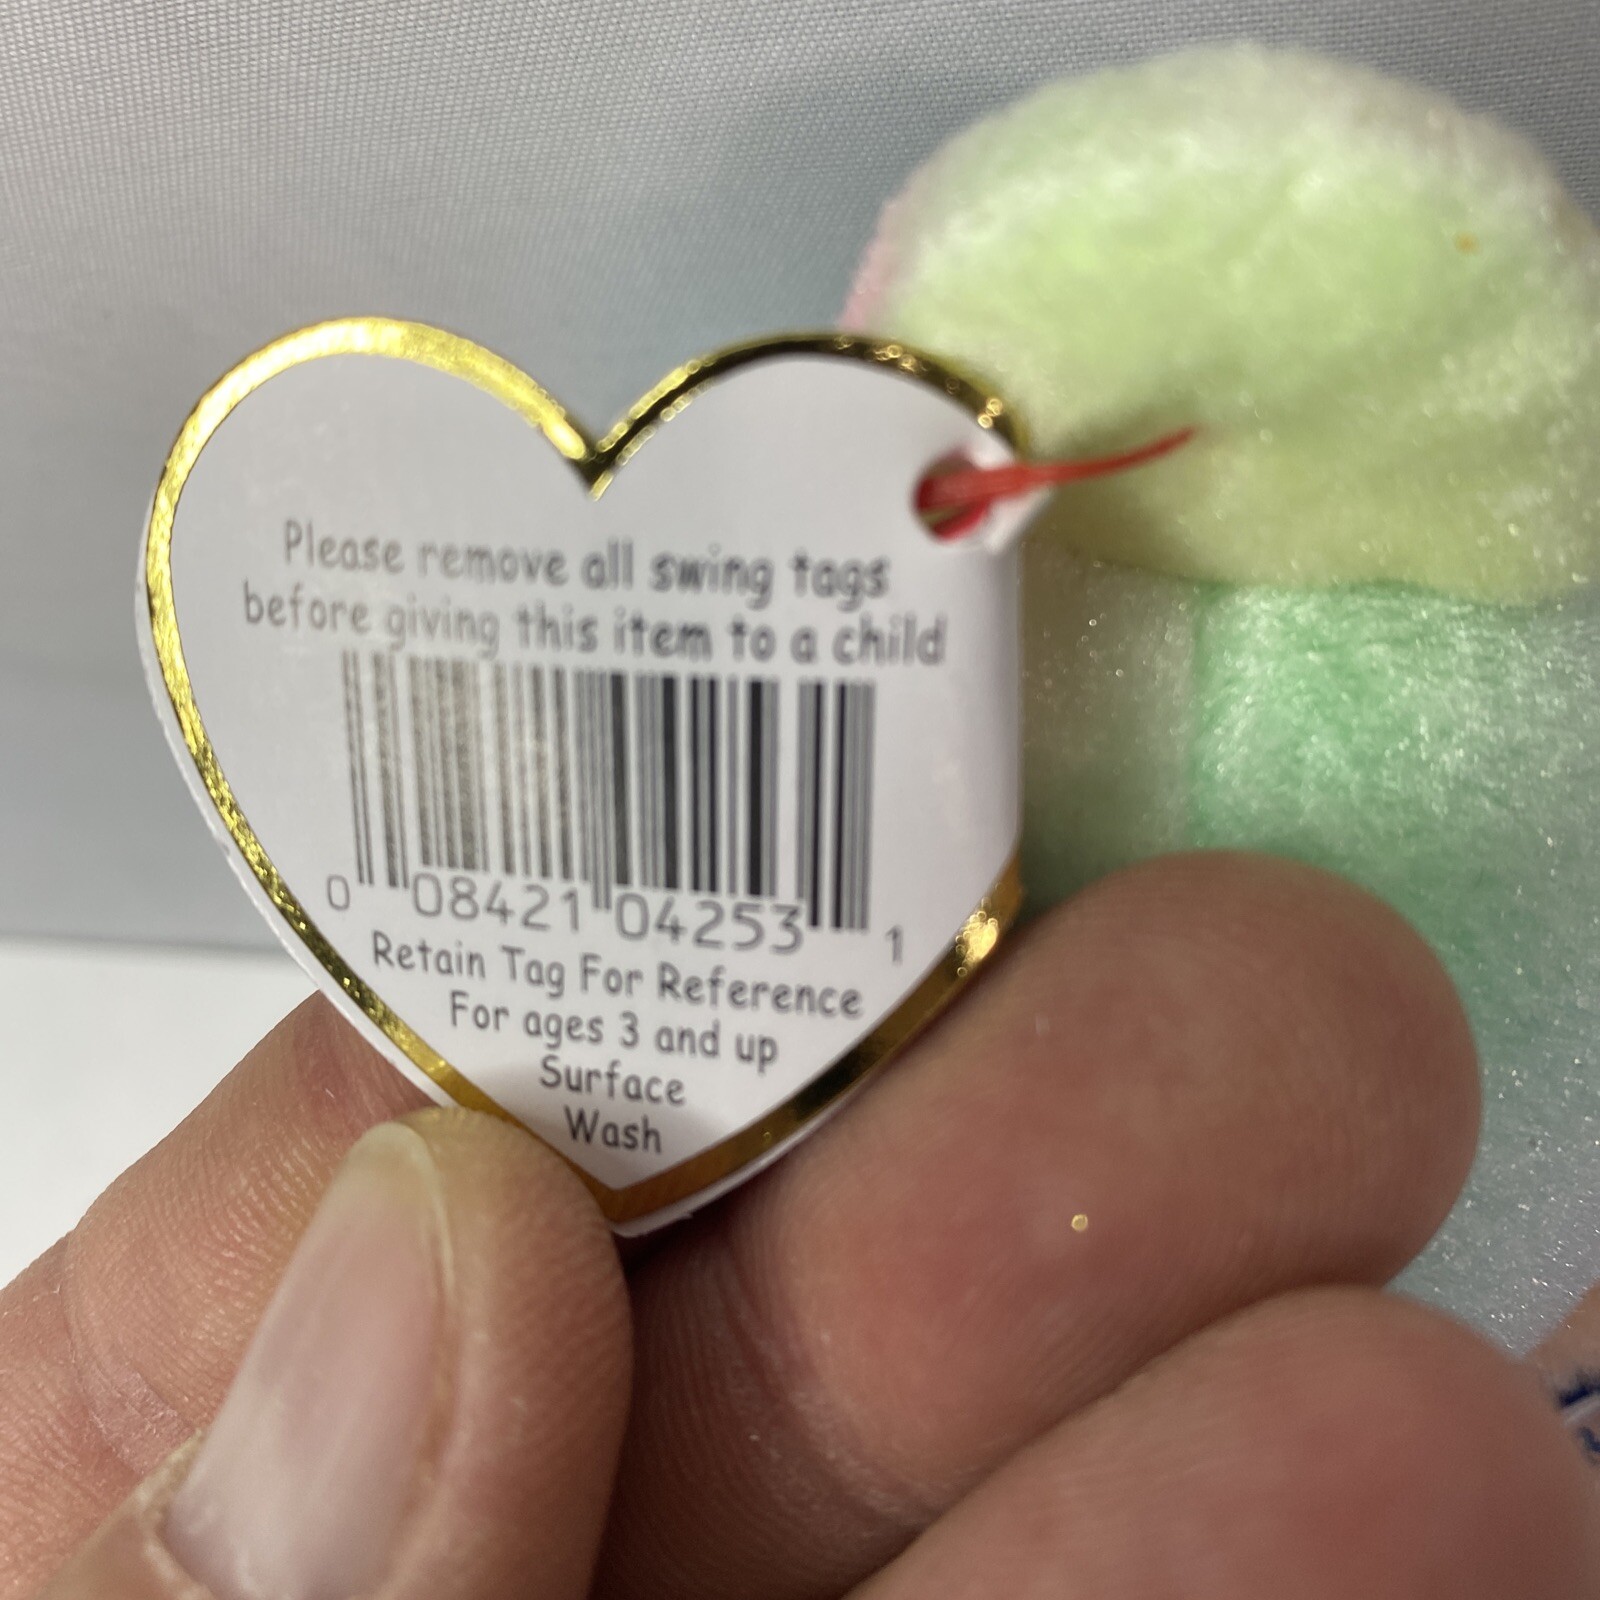 Please remove all swing tags
before giving this item to a child
0 08421 04253 1
Retain Tag For Reference
For ages 3 and up
Surface
Wash